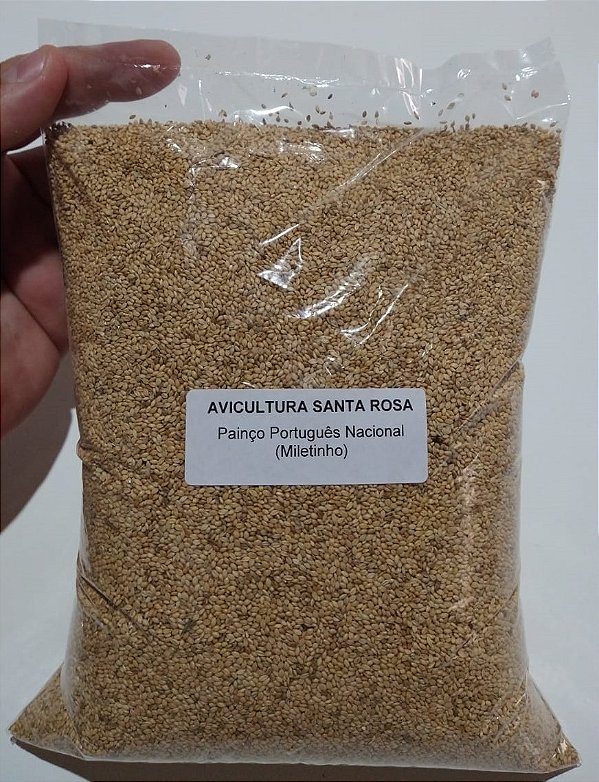 AVICULTURA SANTA ROSA
Painço Português Nacional
(Miletinho)